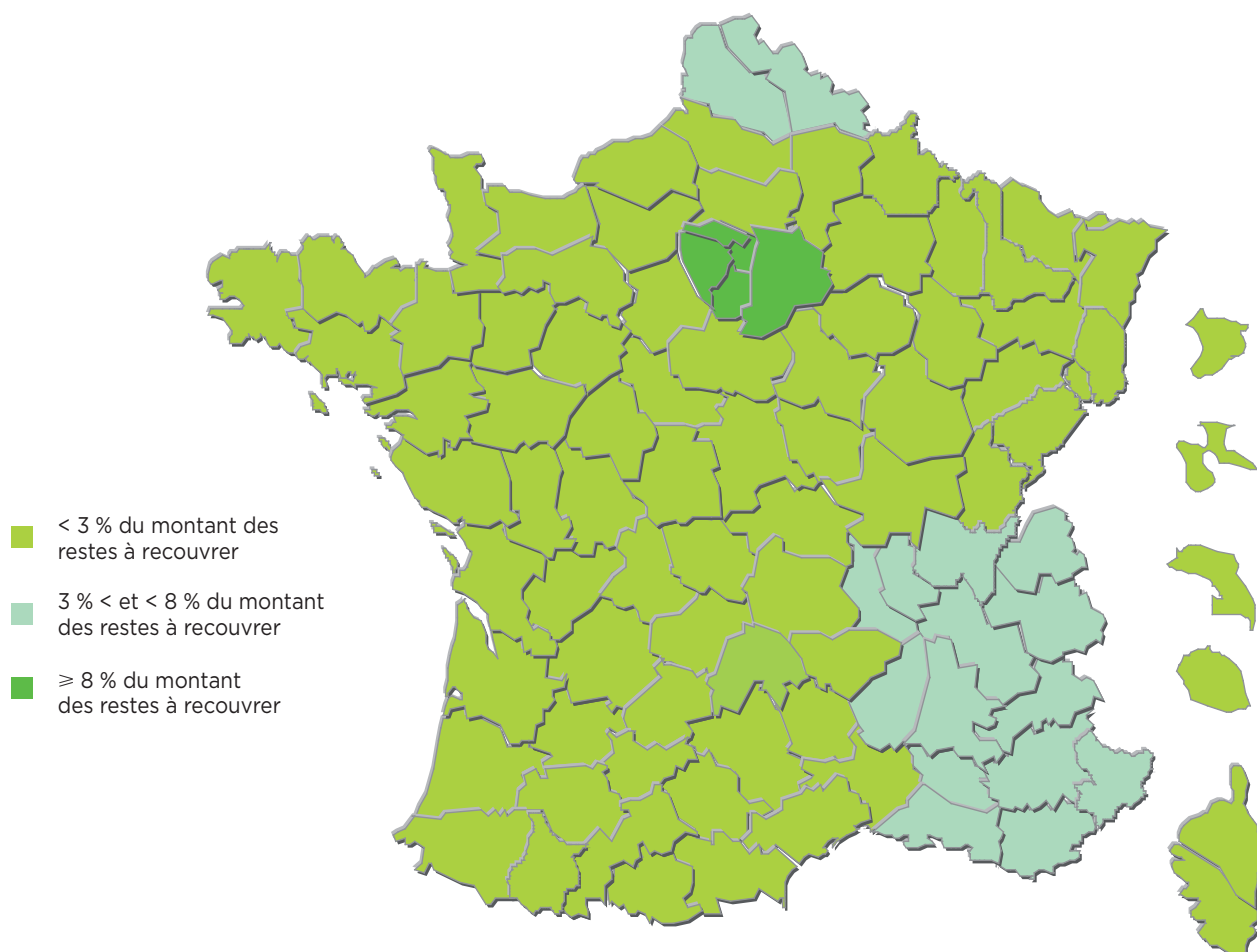 < 3 % du montant des
restes à recouvrer
3 % < et < 8 % du montant
des restes à recouvrer
⩾ 8 % du montant
des restes à recouvrer